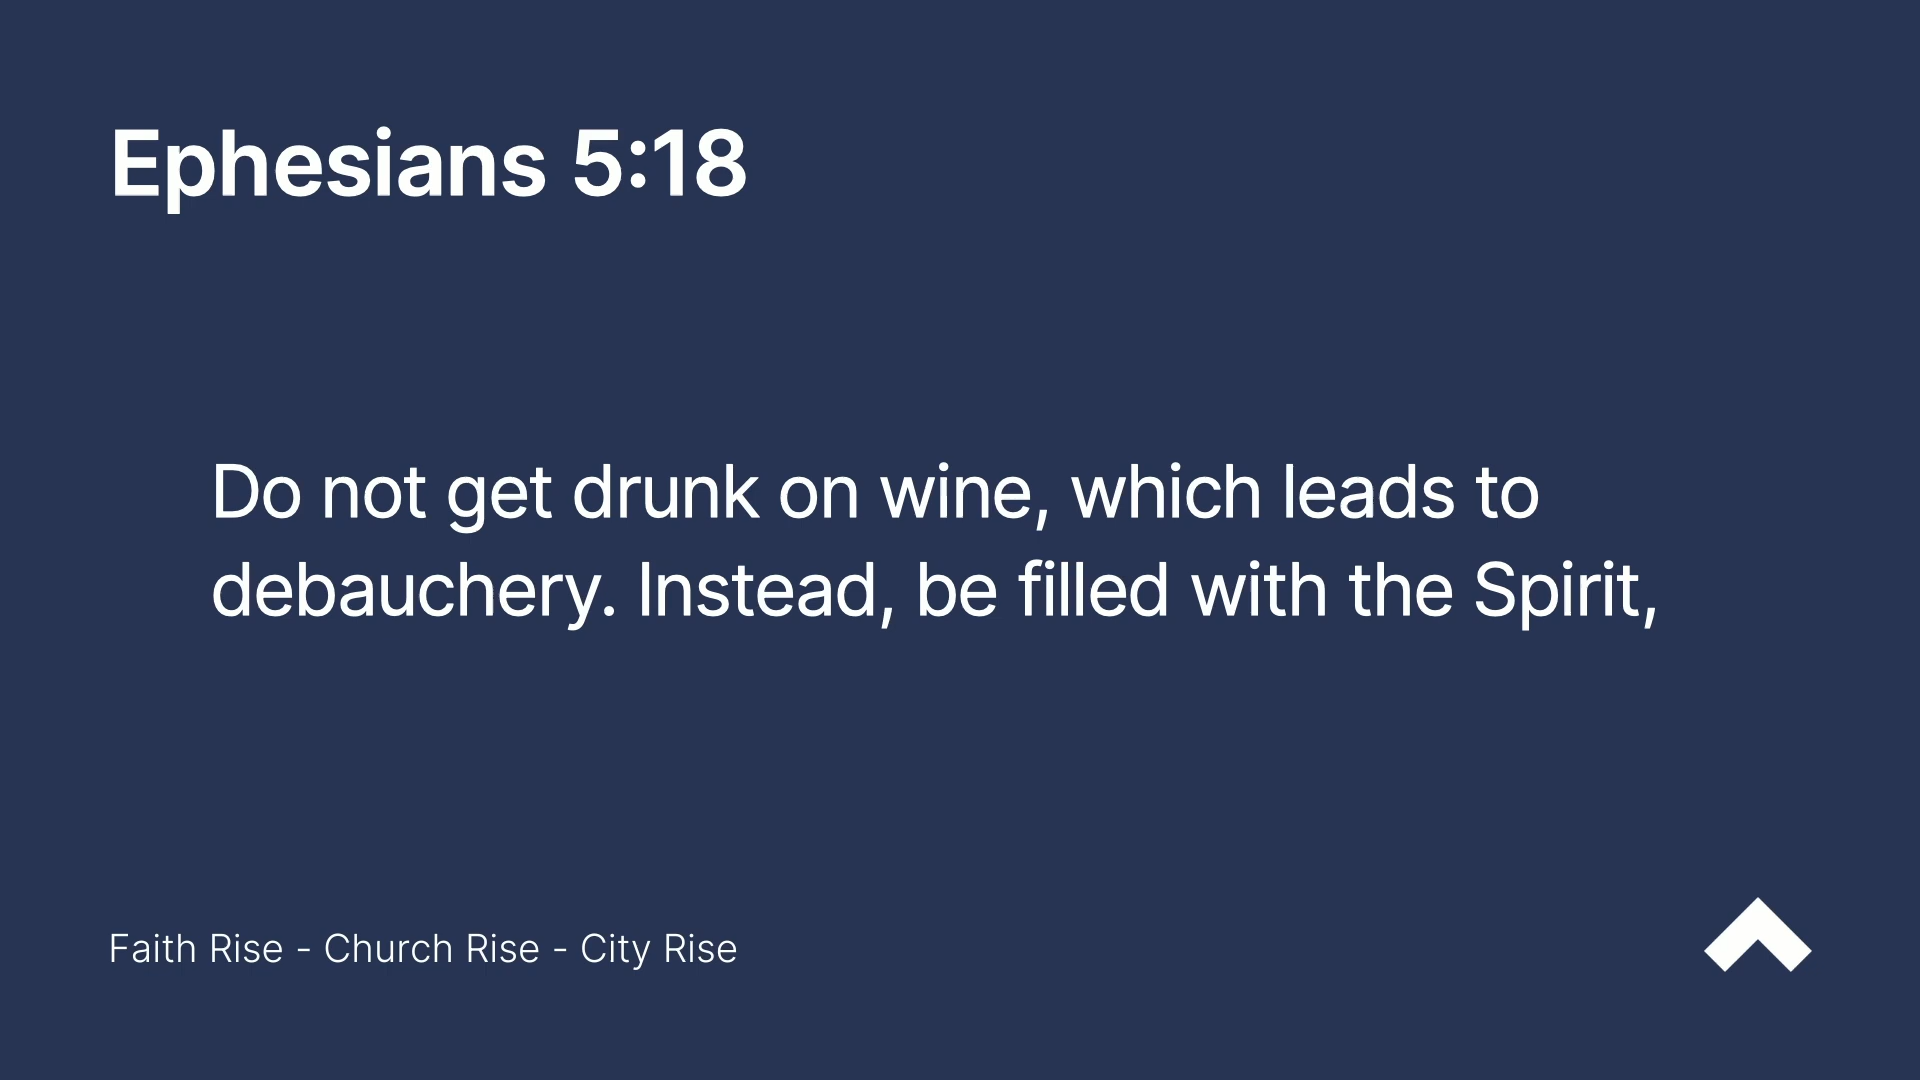 Ephesians 5:18
Do not get drunk on wine, which leads to
debauchery. Instead, be filled with the Spirit,
Faith Rise - Church Rise - City Rise